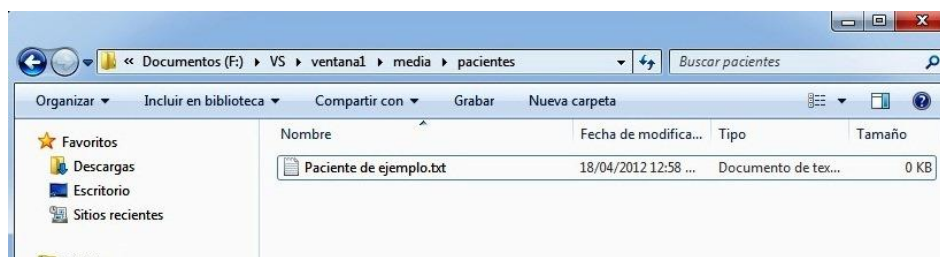 « Documentos (F:) ▸ VS ▸ ventana1 ▸ media ▸ pacientes
Buscar pacientes
Organizar Incluir en biblioteca Compartir con Grabar Nueva carpeta
Favoritos
Descargas
Escritorio
Sitios recientes
Nombre Fecha de modifica... Tipo Tamaño
Paciente de ejemplo.txt 18/04/2012 12:58 ... Documento de tex... 0 KB